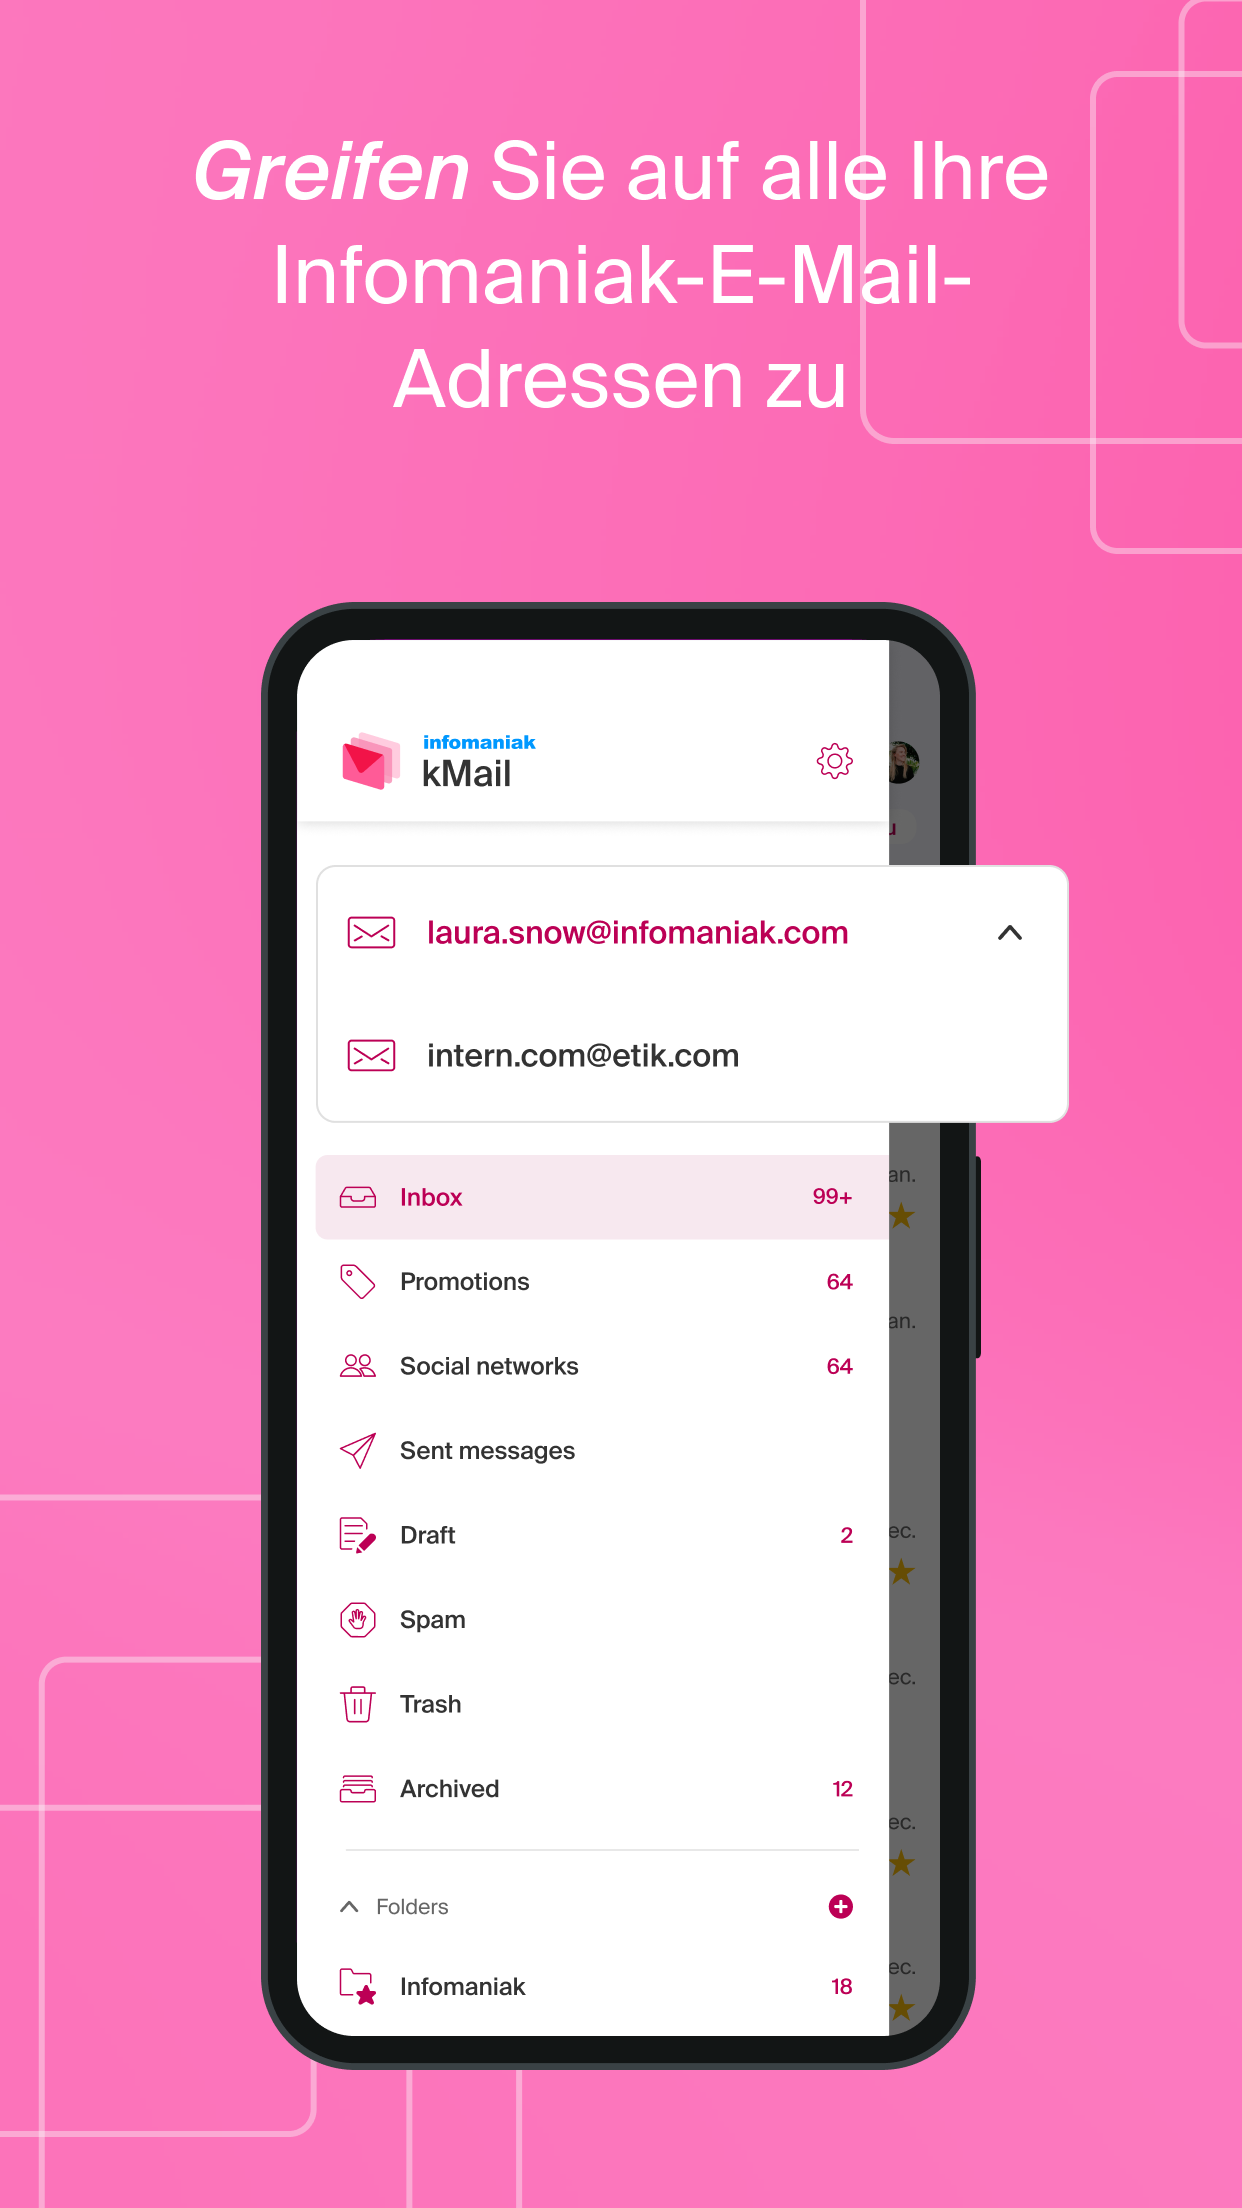 Greifen Sie auf alle Ihre
Infomaniak-E-Mail-
Adressen zu
infomaniak
kMail
laura.snow@infomaniak.com
intern.com@etik.com
Inbox 99+
an.
Promotions 64
an.
Social networks 64
Sent messages
Draft 2
ec.
Spam
Trash
ec.
Archived 12
ec.
Folders
Infomaniak 18
ec.